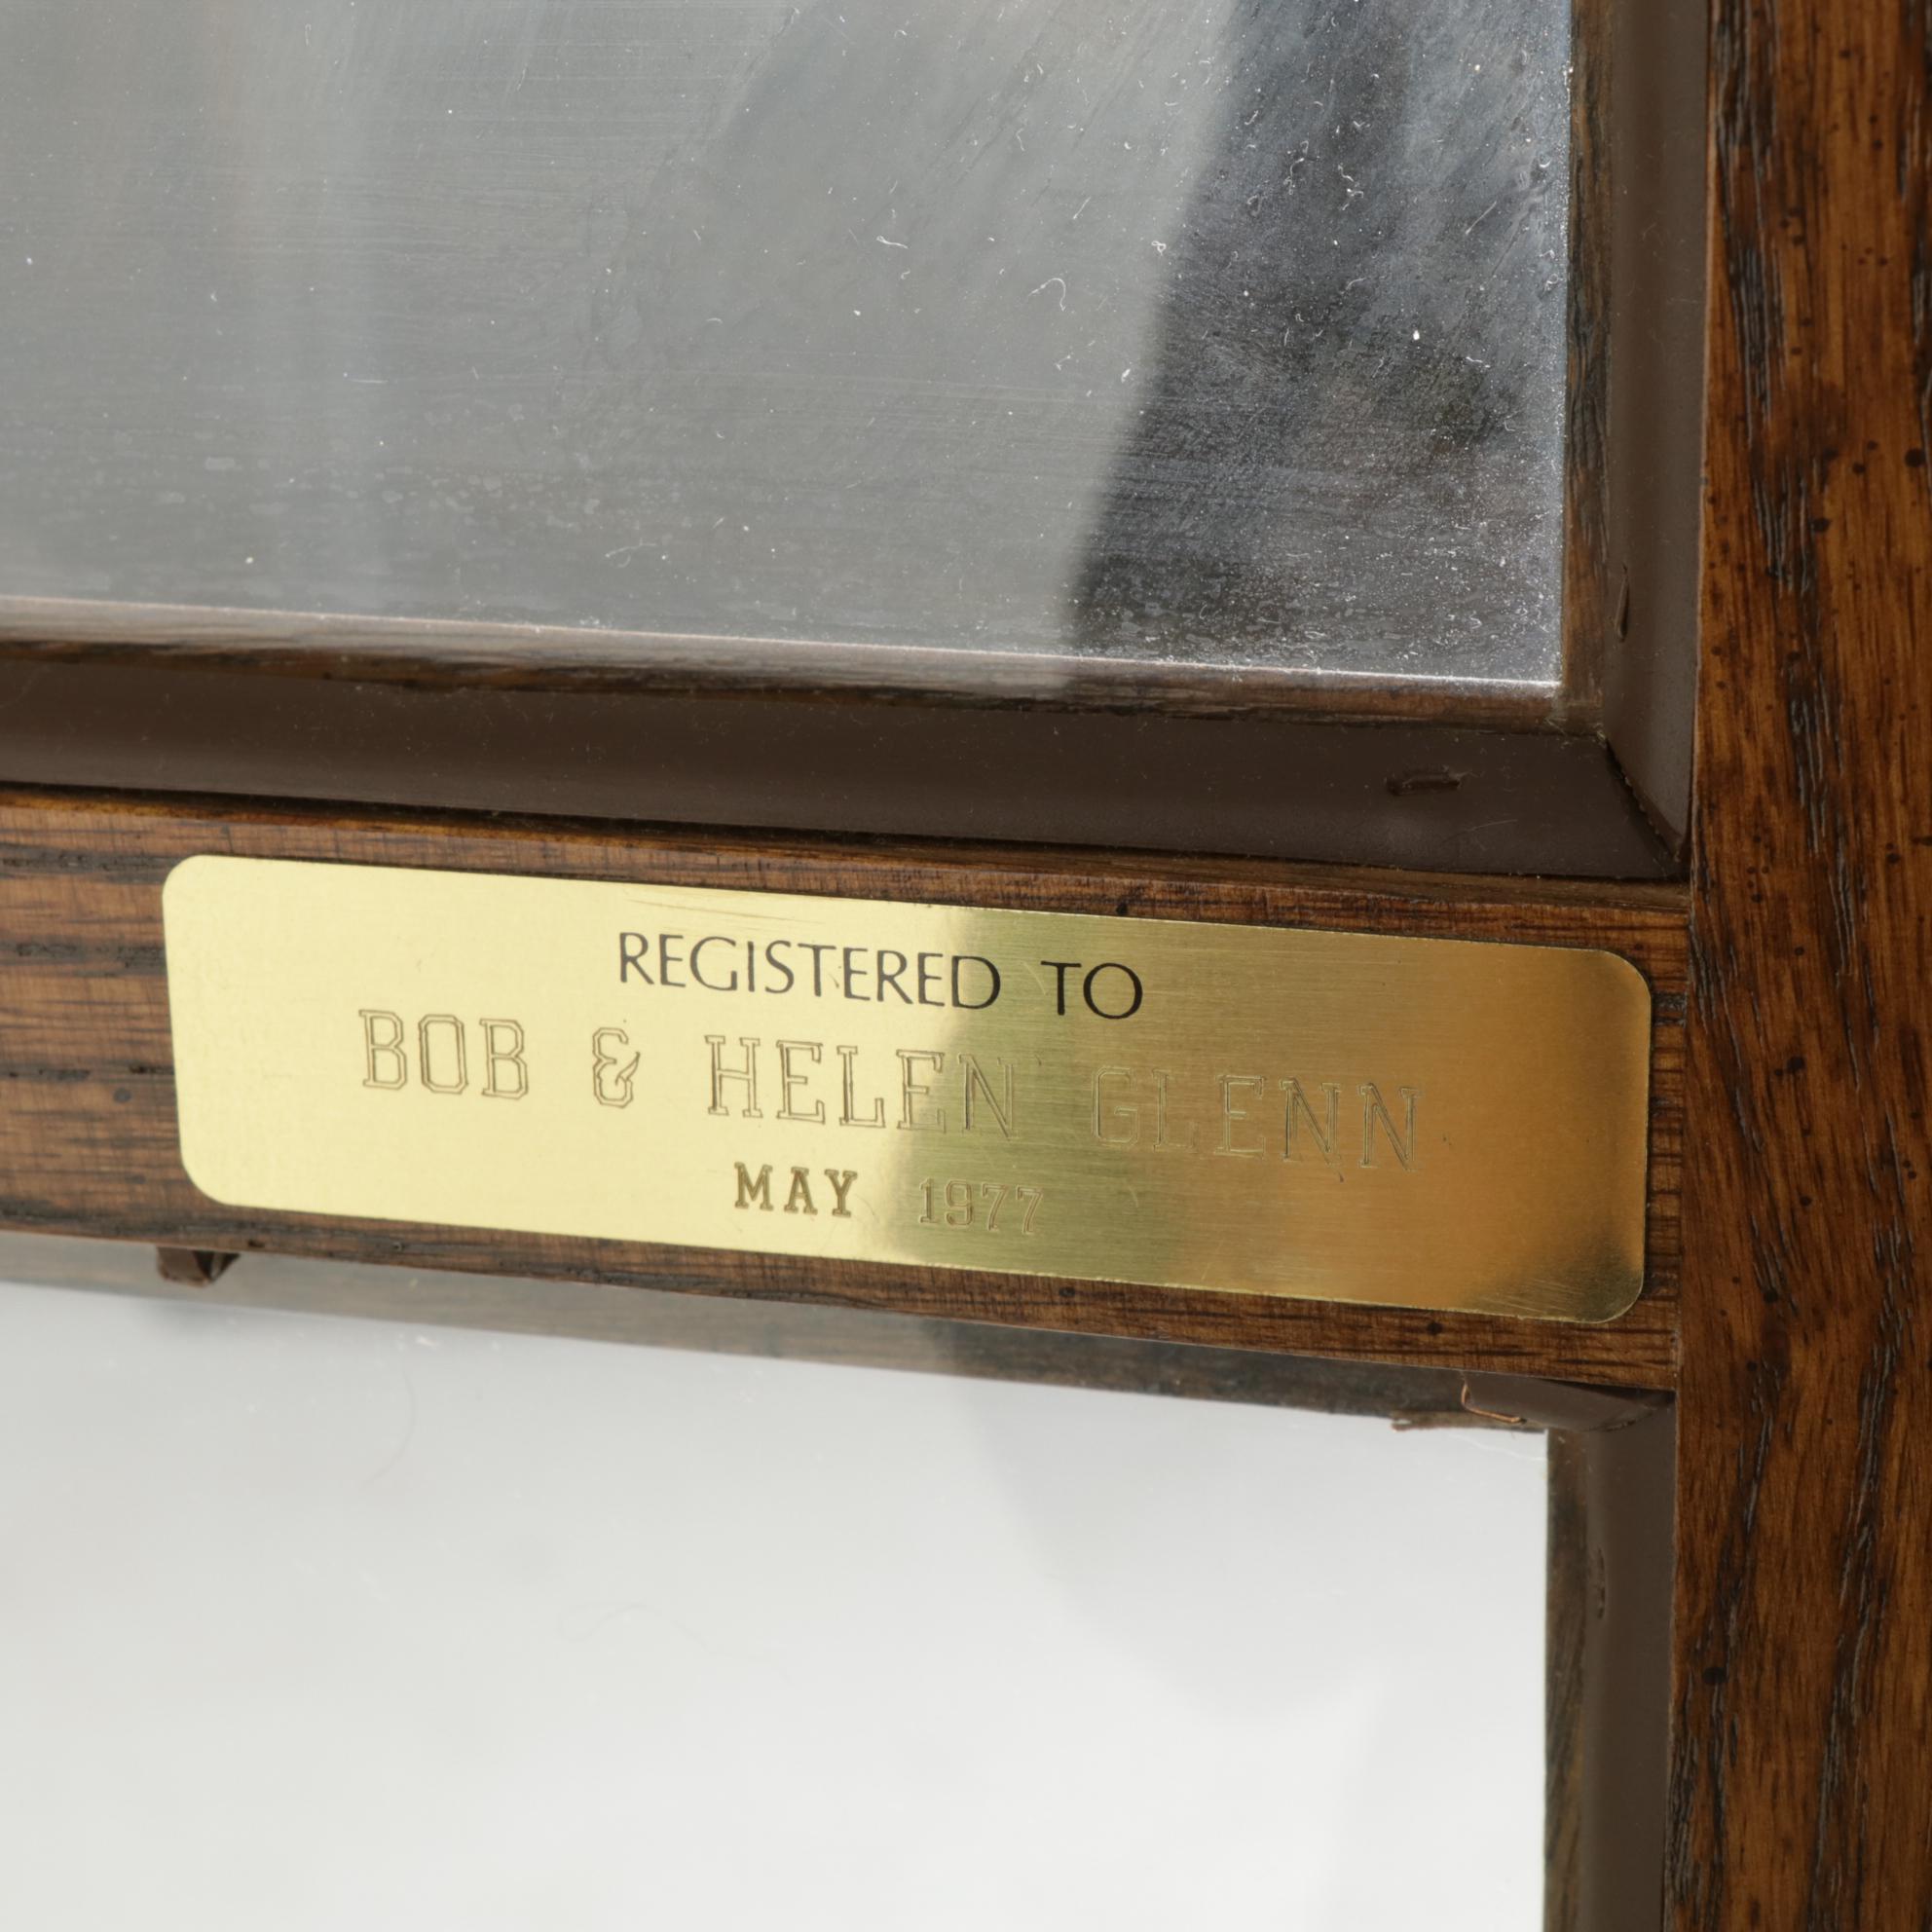 REGISTERED TO
BOB & HELEN GLENN
MAY 1977